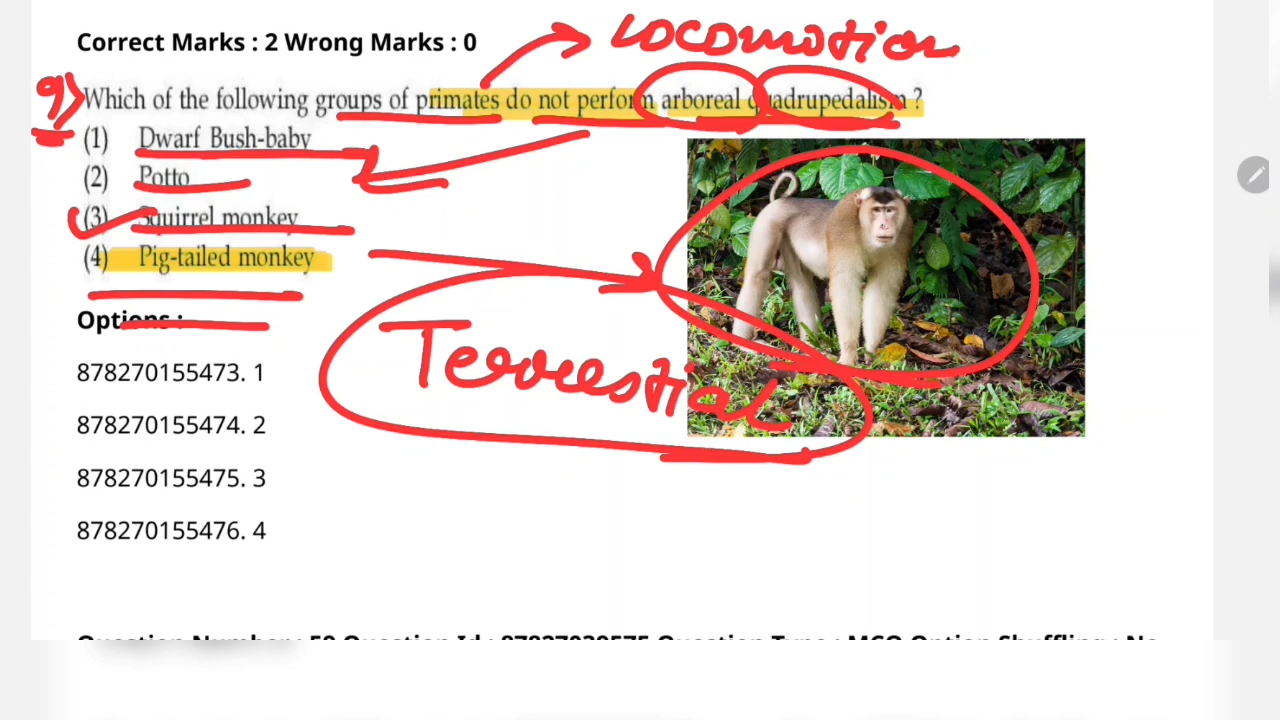 Correct Marks : 2 Wrong Marks : 0
Locomotion
9) Which of the following groups of primates do not perform arboreal quadrupedalism ?
(1) Dwarf Bush-baby
(2) Potto
(3) Squirrel monkey
(4) Pig-tailed monkey
Options :
Terrestial
878270155473. 1
878270155474. 2
878270155475. 3
878270155476. 4